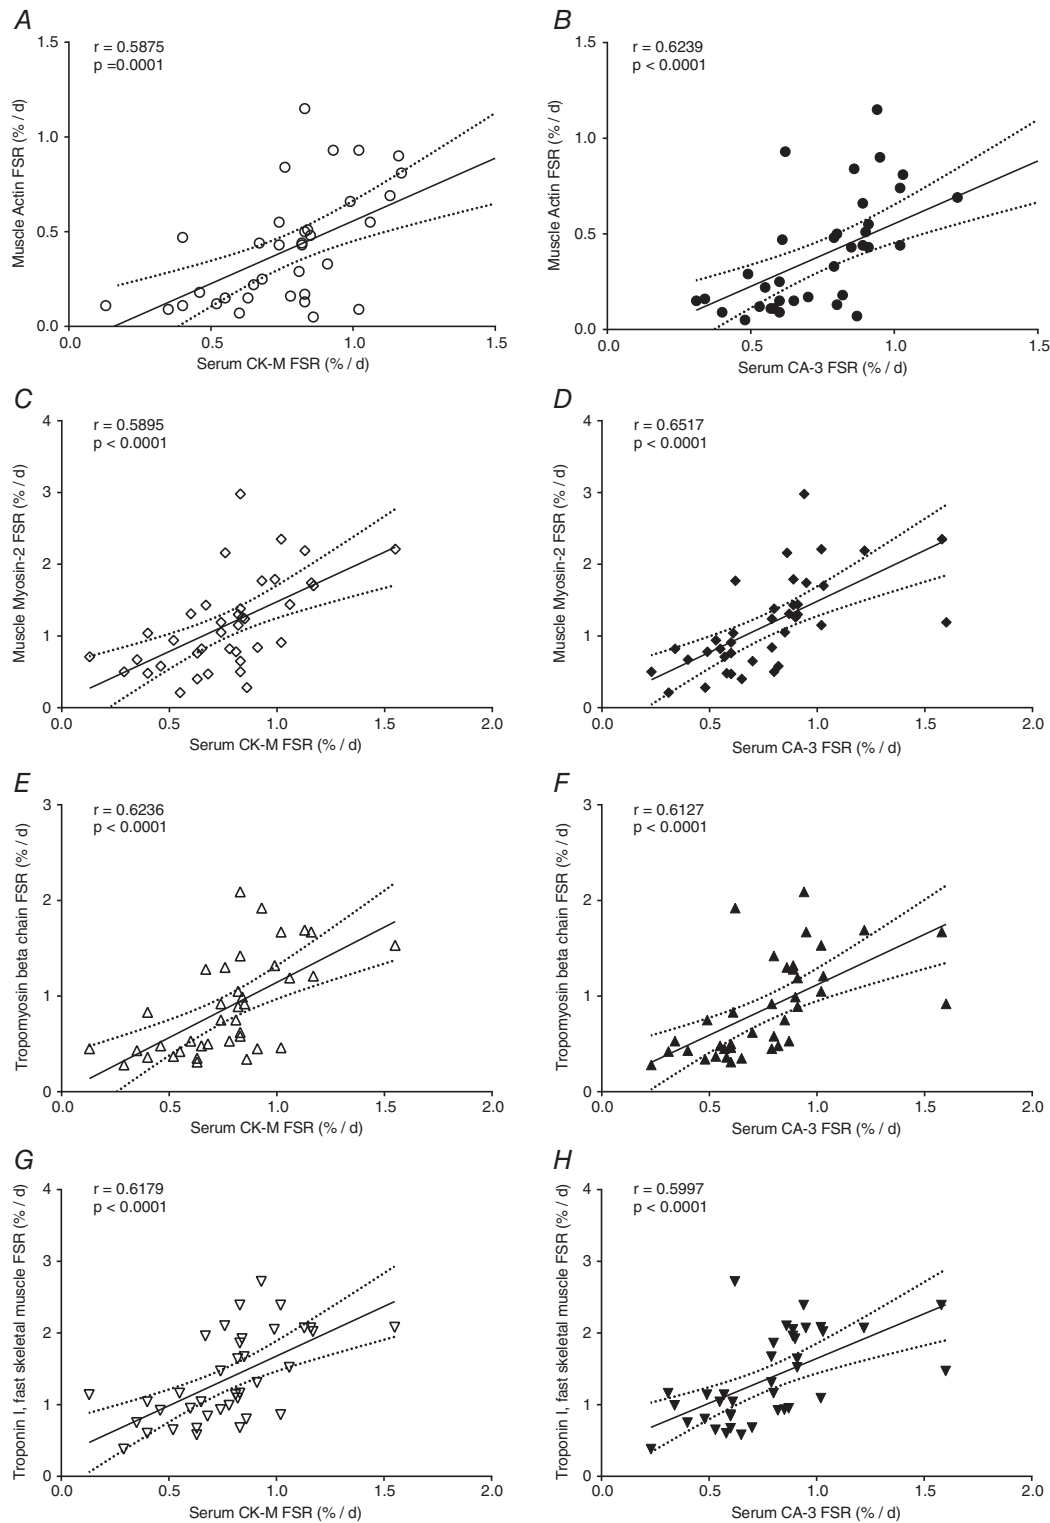 A
r = 0.5875
p =0.0001
Muscle Actin FSR (% / d)
1.5
1.0
0.5
0.0
0.0
0.5
1.0
1.5
Serum CK-M FSR (% / d)
B
r = 0.6239
p < 0.0001
Muscle Actin FSR (% / d)
1.5
1.0
0.5
0.0
0.0
0.5
1.0
1.5
Serum CA-3 FSR (% / d)
C
r = 0.5895
p < 0.0001
Muscle Myosin-2 FSR (% / d)
4
3
2
1
0
0.0
0.5
1.0
1.5
2.0
Serum CK-M FSR (% / d)
D
r = 0.6517
p < 0.0001
Muscle Myosin-2 FSR (% / d)
4
3
2
1
0
0.0
0.5
1.0
1.5
2.0
Serum CA-3 FSR (% / d)
E
r = 0.6236
p < 0.0001
Tropomyosin beta chain FSR (% / d)
3
2
1
0
0.0
0.5
1.0
1.5
2.0
Serum CK-M FSR (% / d)
F
r = 0.6127
p < 0.0001
Tropomyosin beta chain FSR (% / d)
3
2
1
0
0.0
0.5
1.0
1.5
2.0
Serum CA-3 FSR (% / d)
G
r = 0.6179
p < 0.0001
Troponin I, fast skeletal muscle FSR (% / d)
4
3
2
1
0
0.0
0.5
1.0
1.5
2.0
Serum CK-M FSR (% / d)
H
r = 0.5997
p < 0.0001
Troponin I, fast skeletal muscle FSR (% / d)
4
3
2
1
0
0.0
0.5
1.0
1.5
2.0
Serum CA-3 FSR (% / d)